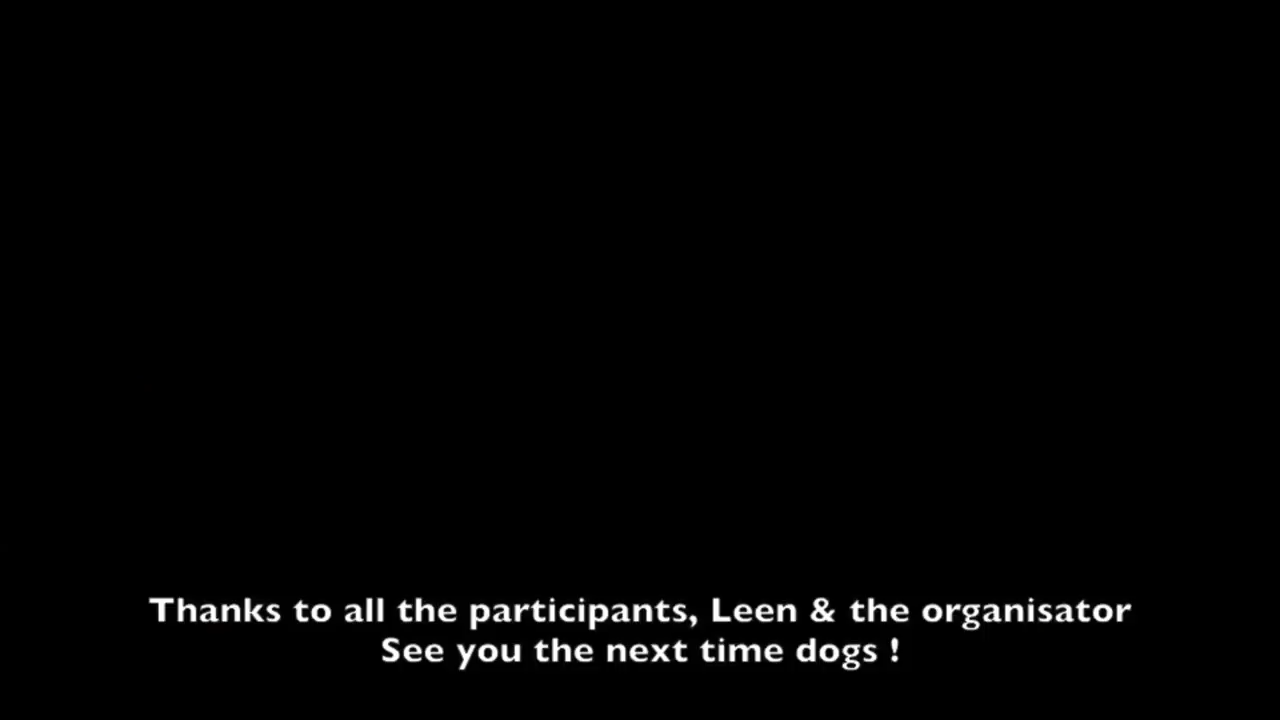 Thanks to all the participants, Leen & the organisator
See you the next time dogs !